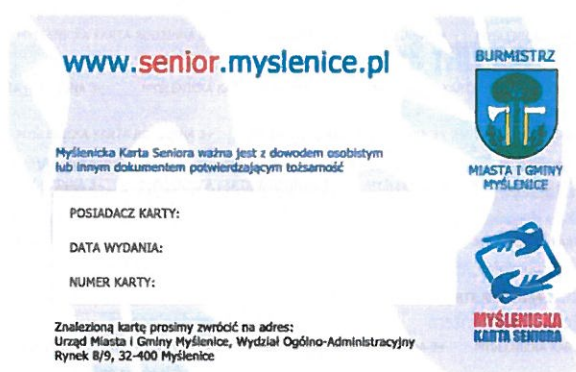 www.senior.myslenice.pl
BURMISTRZ
MIASTA I GMINY
MYŚLENICE
Myślenicka Karta Seniora ważna jest z dowodem osobistym
lub innym dokumentem potwierdzającym tożsamość
POSIADACZ KARTY:
DATA WYDANIA:
NUMER KARTY:
MYŚLENICKA
KARTA SENIORA
Znalezioną kartę prosimy zwrócić na adres:
Urząd Miasta i Gminy Myślenice, Wydział Ogólno-Administracyjny
Rynek 8/9, 32-400 Myślenice